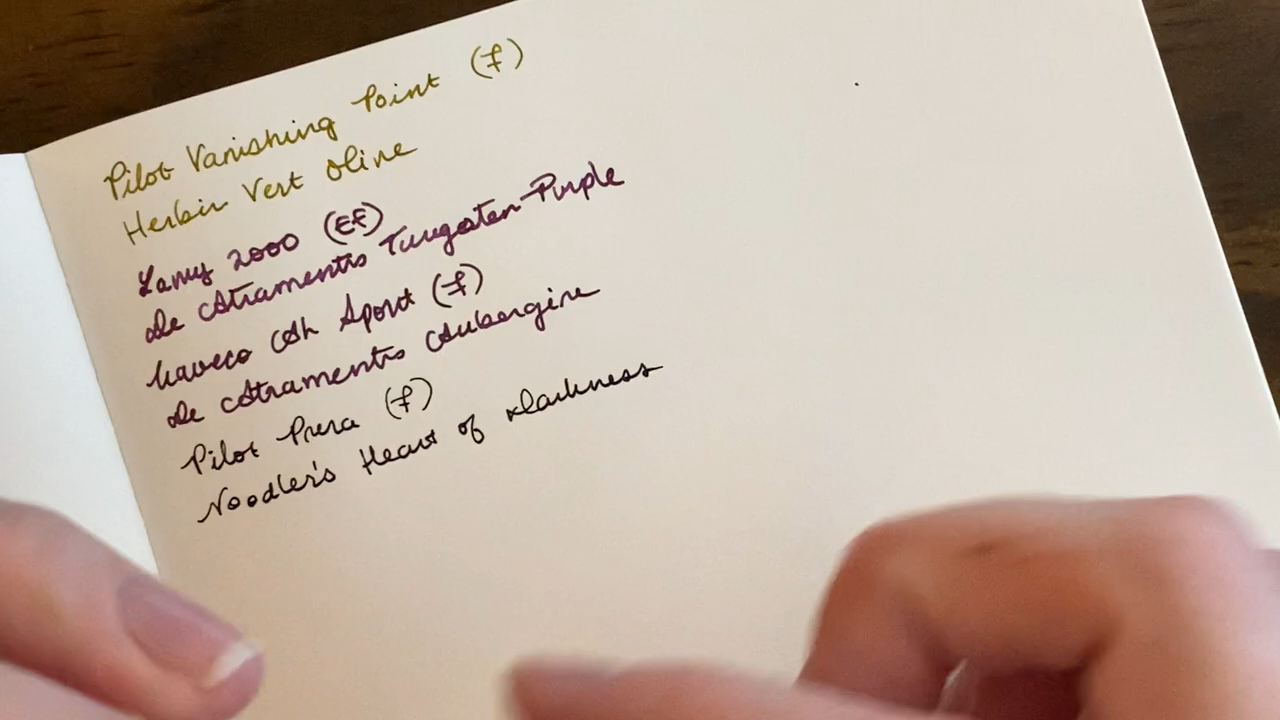 Pilot Vanishing Point (f)
Herbin Vert Olive
Lamy 2000 (EF)
De Atramentis Tungsten-Purple
Kaweco Art Sport (f)
De Atramentis Aubergine
Pilot Prera (f)
Noodler's Heart of Darkness